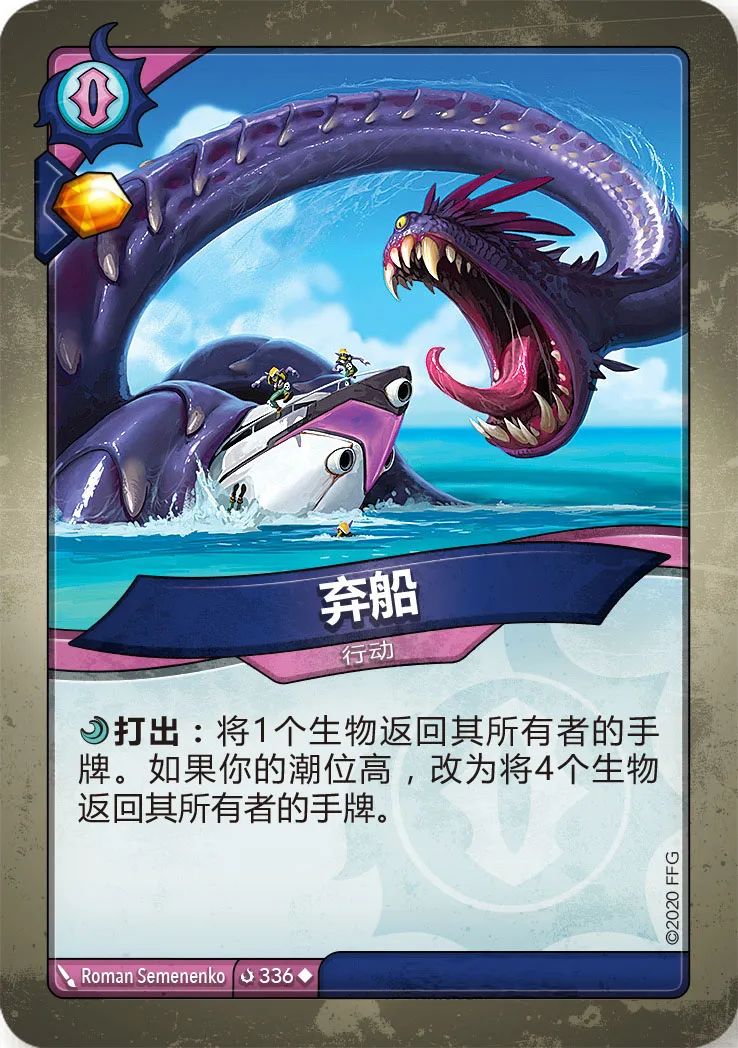 弃船
行动
打出：将1个生物返回其所有者的手
牌。如果你的潮位高，改为将4个生物
返回其所有者的手牌。
©2020 FFG
Roman Semenenko
336